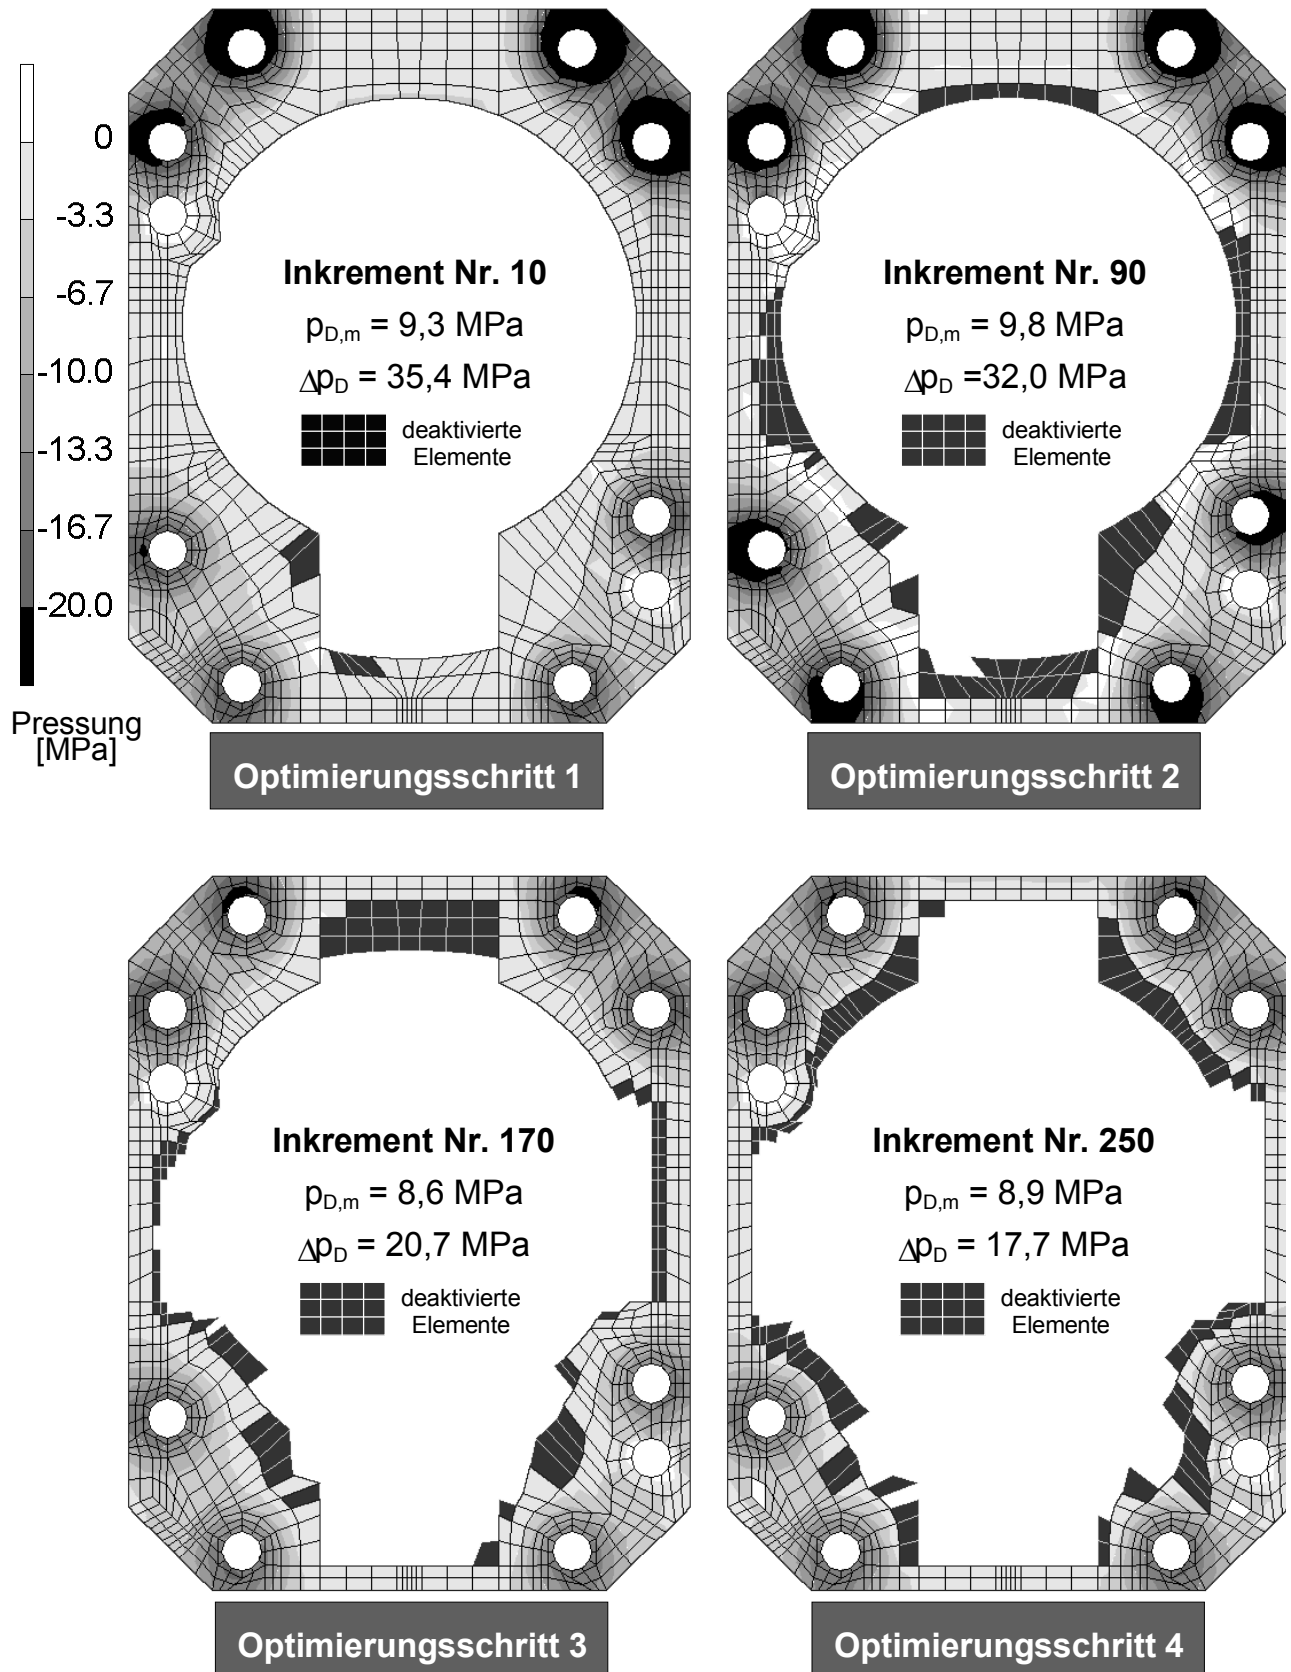 0
-3.3
-6.7
-10.0
-13.3
-16.7
-20.0
Pressung
[MPa]
Inkrement Nr. 10
pD,m = 9,3 MPa
ΔpD = 35,4 MPa
deaktivierte
Elemente
Optimierungsschritt 1
Inkrement Nr. 90
pD,m = 9,8 MPa
ΔpD =32,0 MPa
deaktivierte
Elemente
Optimierungsschritt 2
Inkrement Nr. 170
pD,m = 8,6 MPa
ΔpD = 20,7 MPa
deaktivierte
Elemente
Optimierungsschritt 3
Inkrement Nr. 250
pD,m = 8,9 MPa
ΔpD = 17,7 MPa
deaktivierte
Elemente
Optimierungsschritt 4